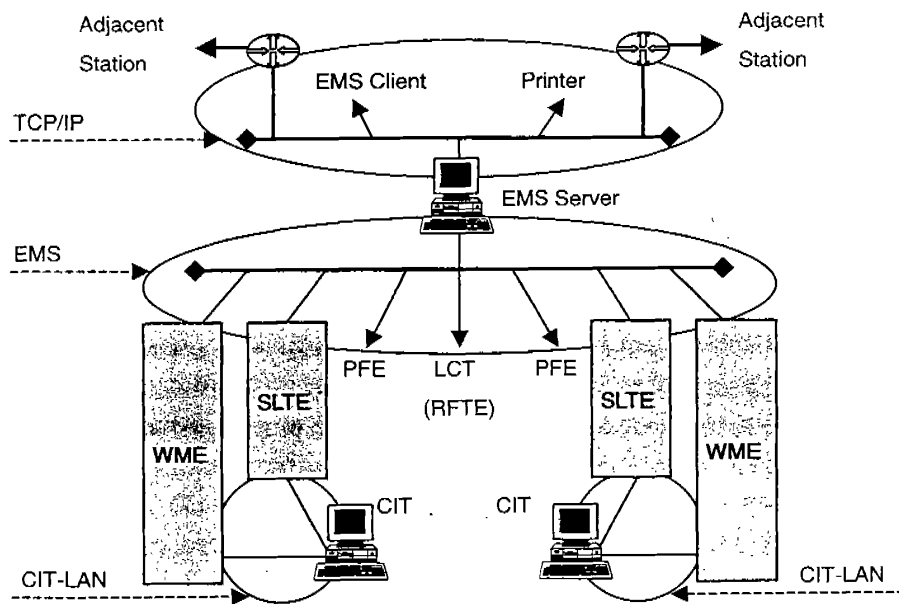 Adjacent
Station
Adjacent
Station
EMS Client
Printer
TCP/IP
EMS Server
EMS
PFE
LCT
PFE
(RFTE)
SLTE
SLTE
WME
WME
CIT
CIT
CIT-LAN
CIT-LAN